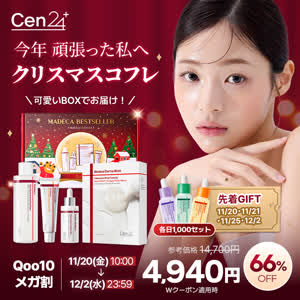 Cen24+
今年 頑張った私へ
クリスマスコフレ
\ 可愛いBOXでお届け！ /
MADECA BESTSELLER
先着GIFT
11/20 -11/21
-11/25-12/2
各日1,000セット
Qoo10
メガ割
11/20(金) 10:00
12/2(水) 23:59
参考価格 14,700円
4,940円
Wクーポン適用時
66%
OFF